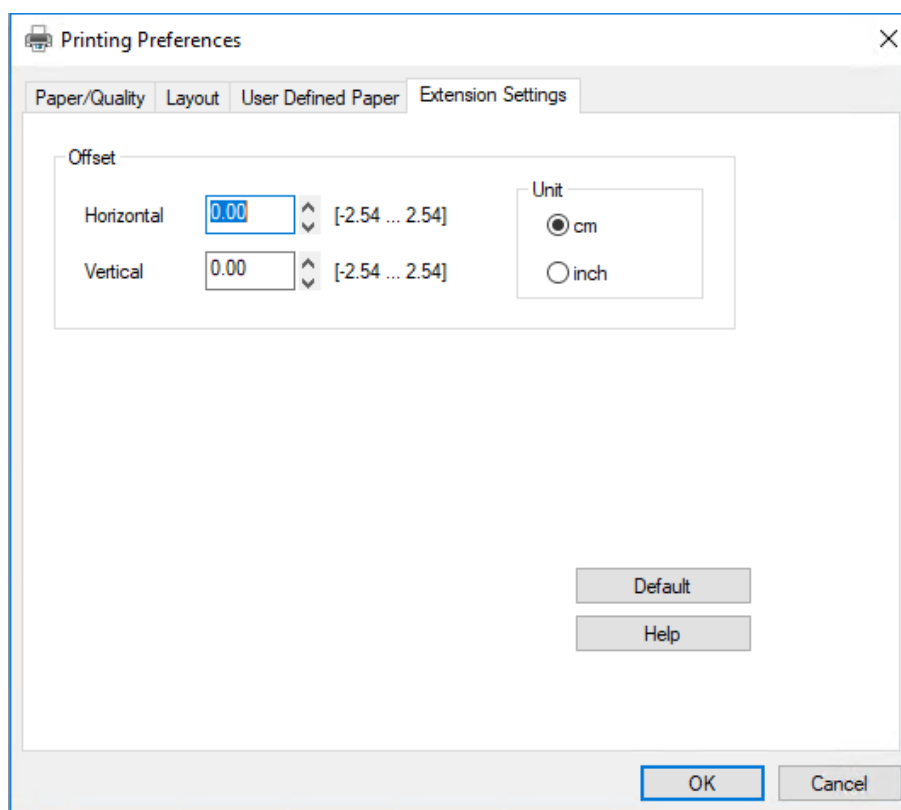 Printing Preferences
Paper/Quality Layout User Defined Paper Extension Settings
Offset
Unit
Horizontal 0.00 [-2.54 ... 2.54]
cm
Vertical 0.00 [-2.54 ... 2.54]
inch
Default
Help
OK Cancel